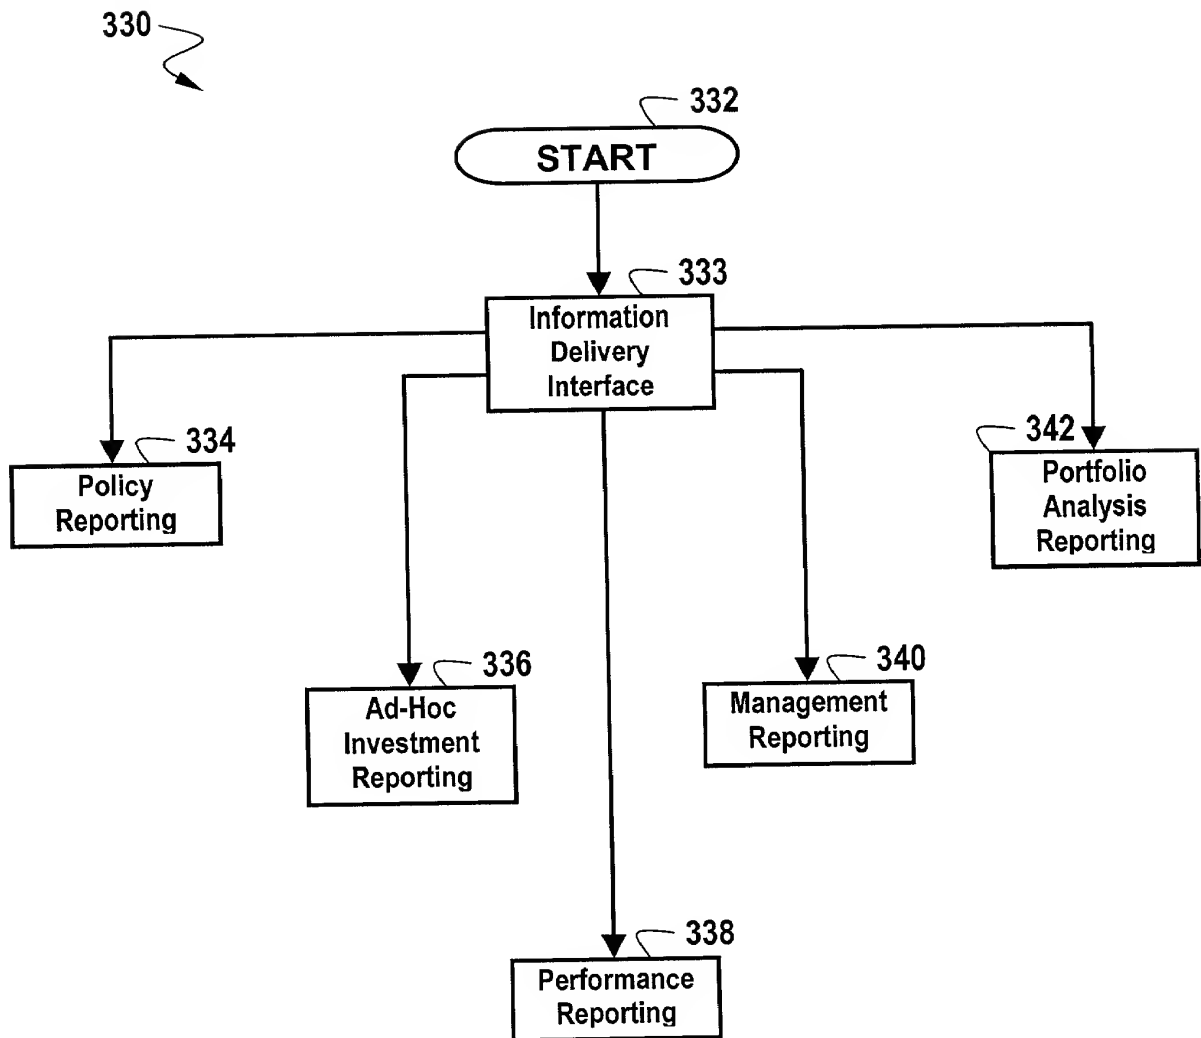 330
332
START
333
Information
Delivery
Interface
334
Policy
Reporting
342
Portfolio
Analysis
Reporting
336
Ad-Hoc
Investment
Reporting
340
Management
Reporting
338
Performance
Reporting